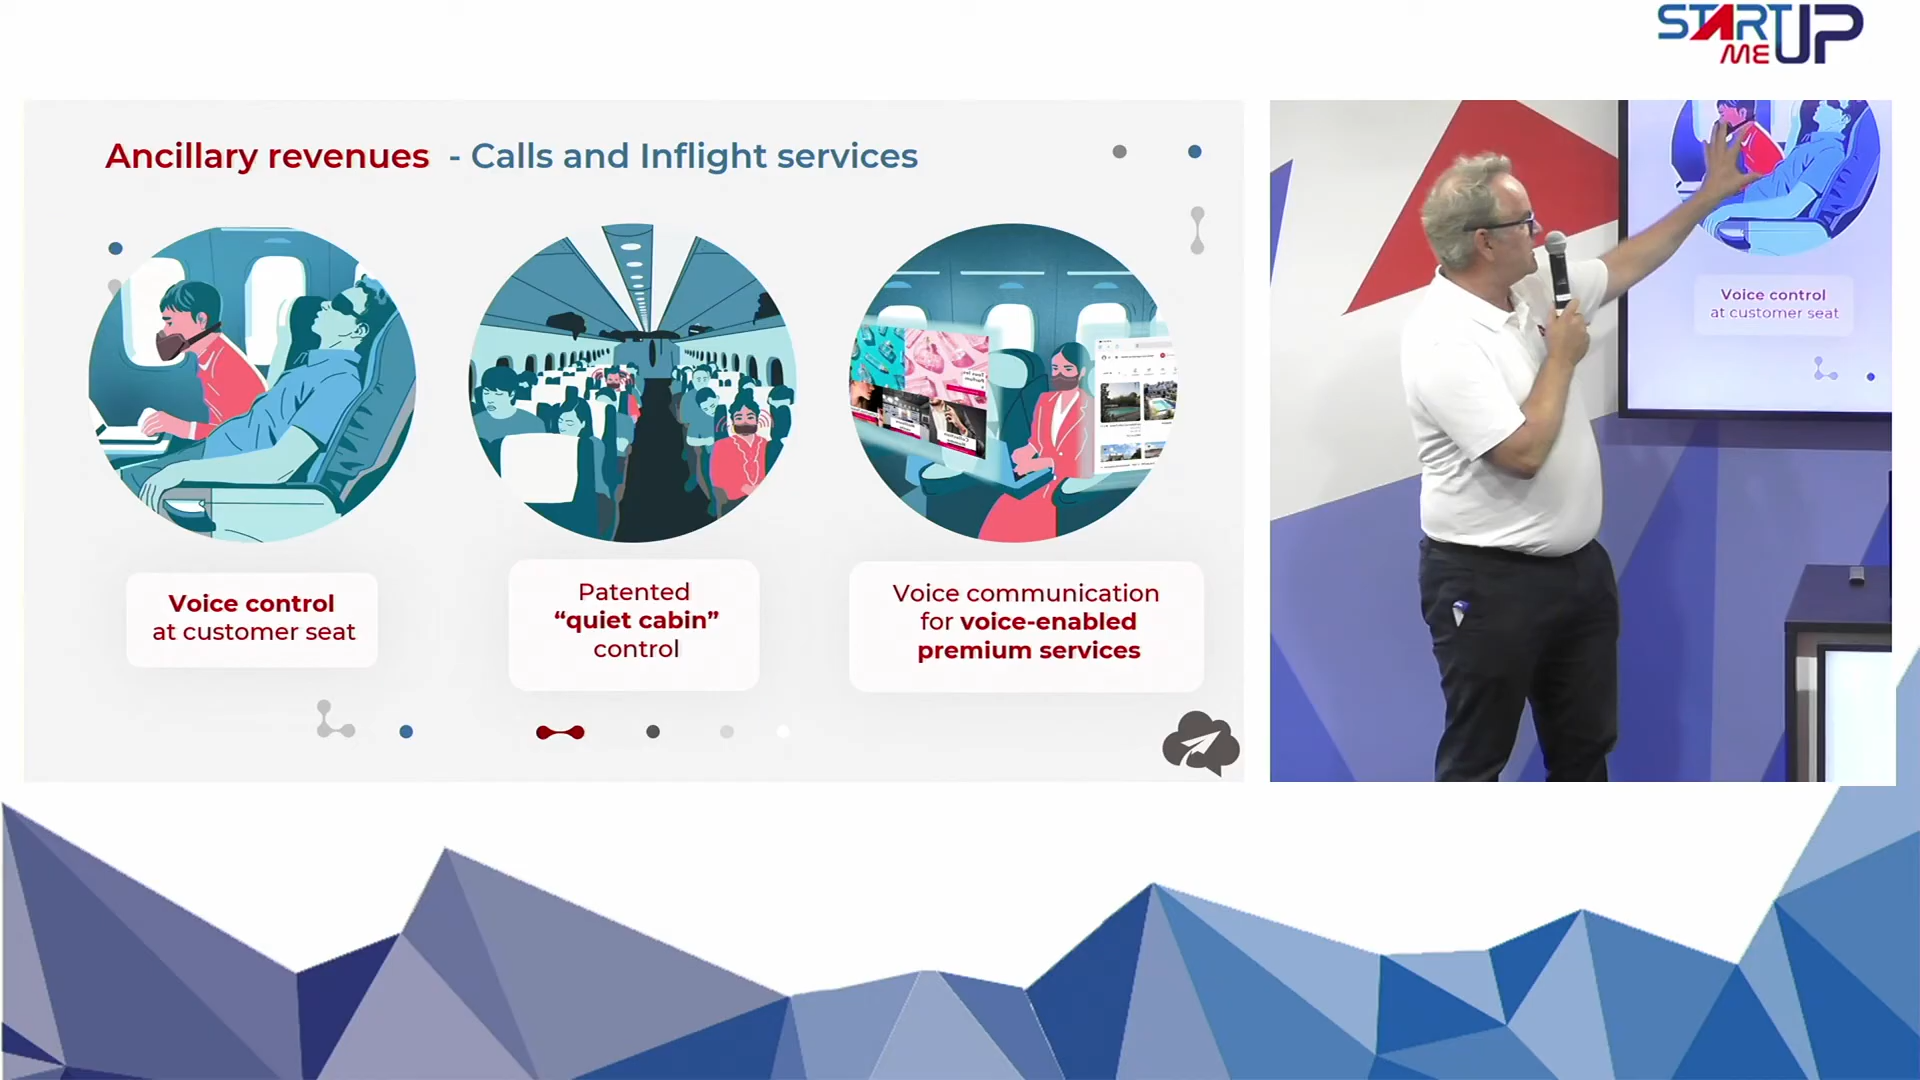 START
ME UP
Ancillary revenues - Calls and Inflight services
Voice control
at customer seat
Patented
“quiet cabin”
control
Voice communication
for voice-enabled
premium services
Voice control
at customer seat